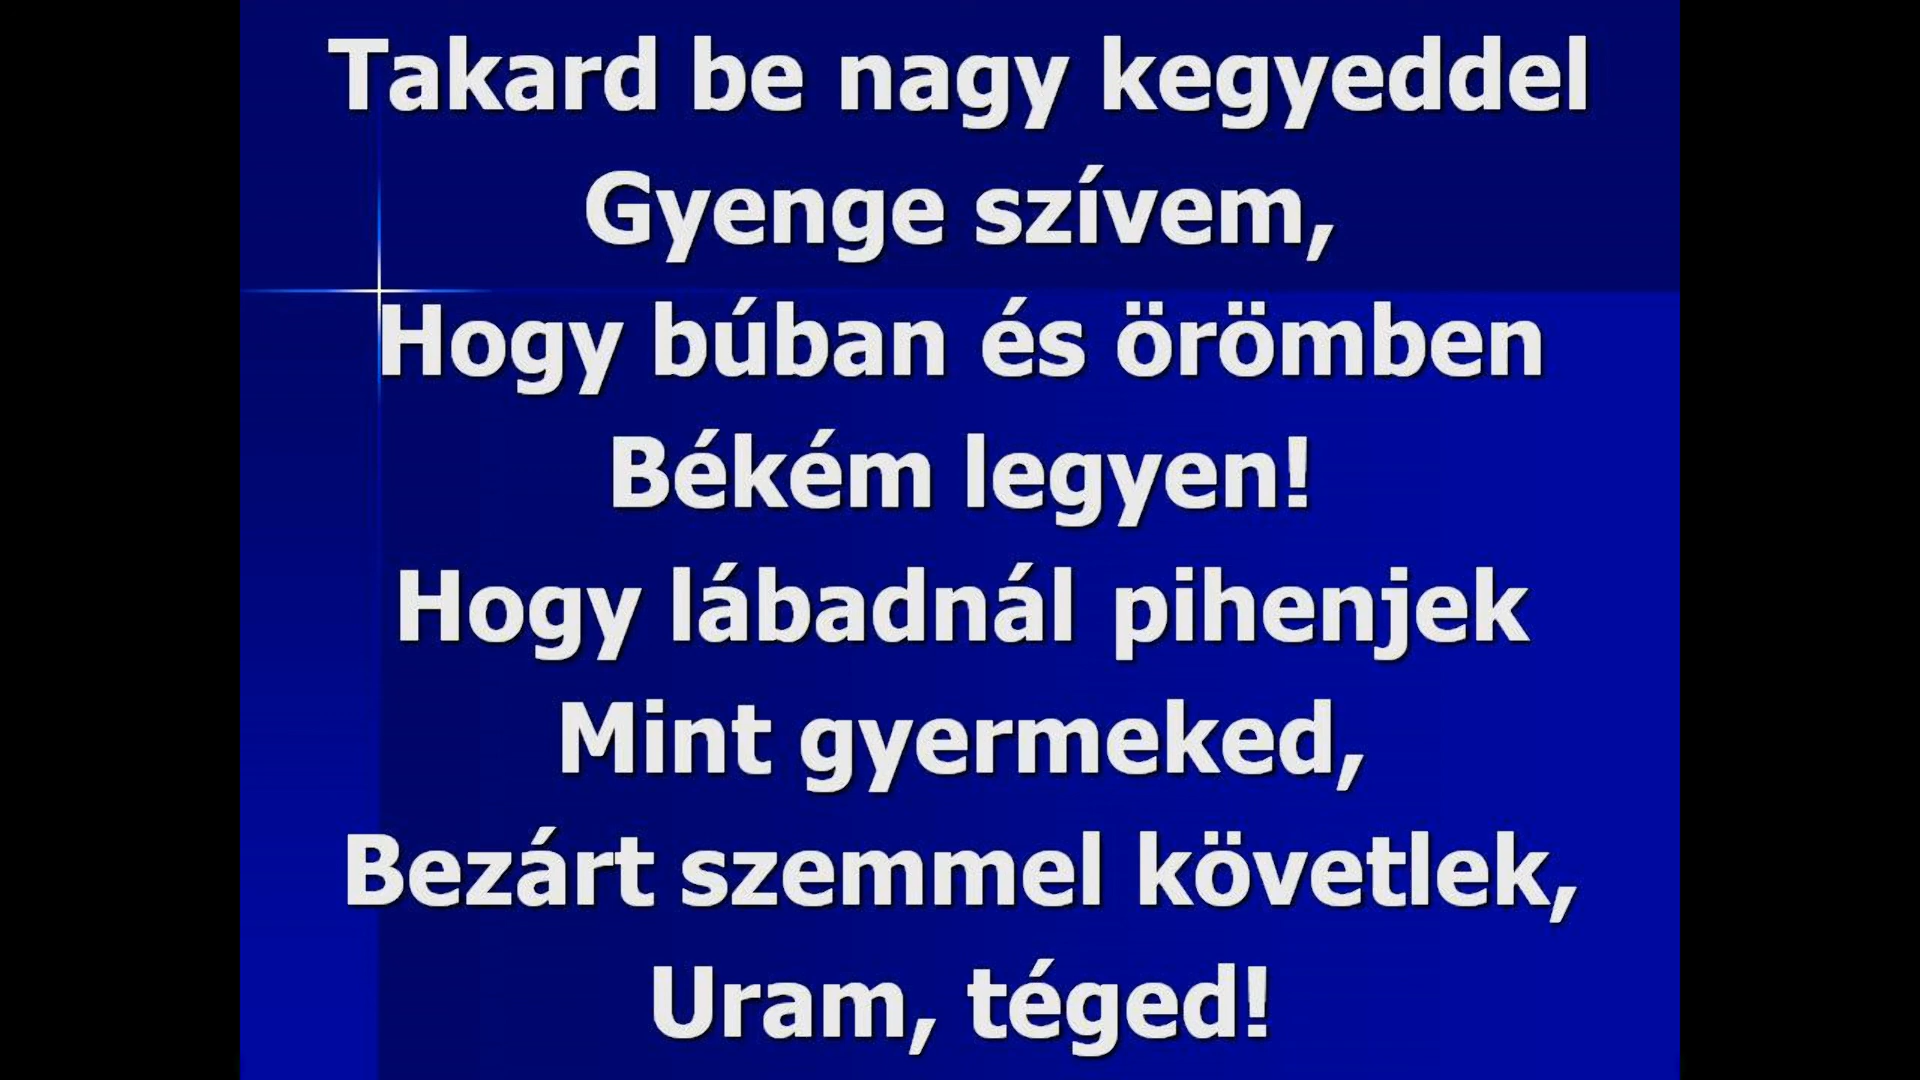 Takard be nagy kegyeddel
Gyenge szívem,
Hogy búban és örömben
Békém legyen!
Hogy lábadnál pihenjek
Mint gyermeked,
Bezárt szemmel követlek,
Uram, téged!